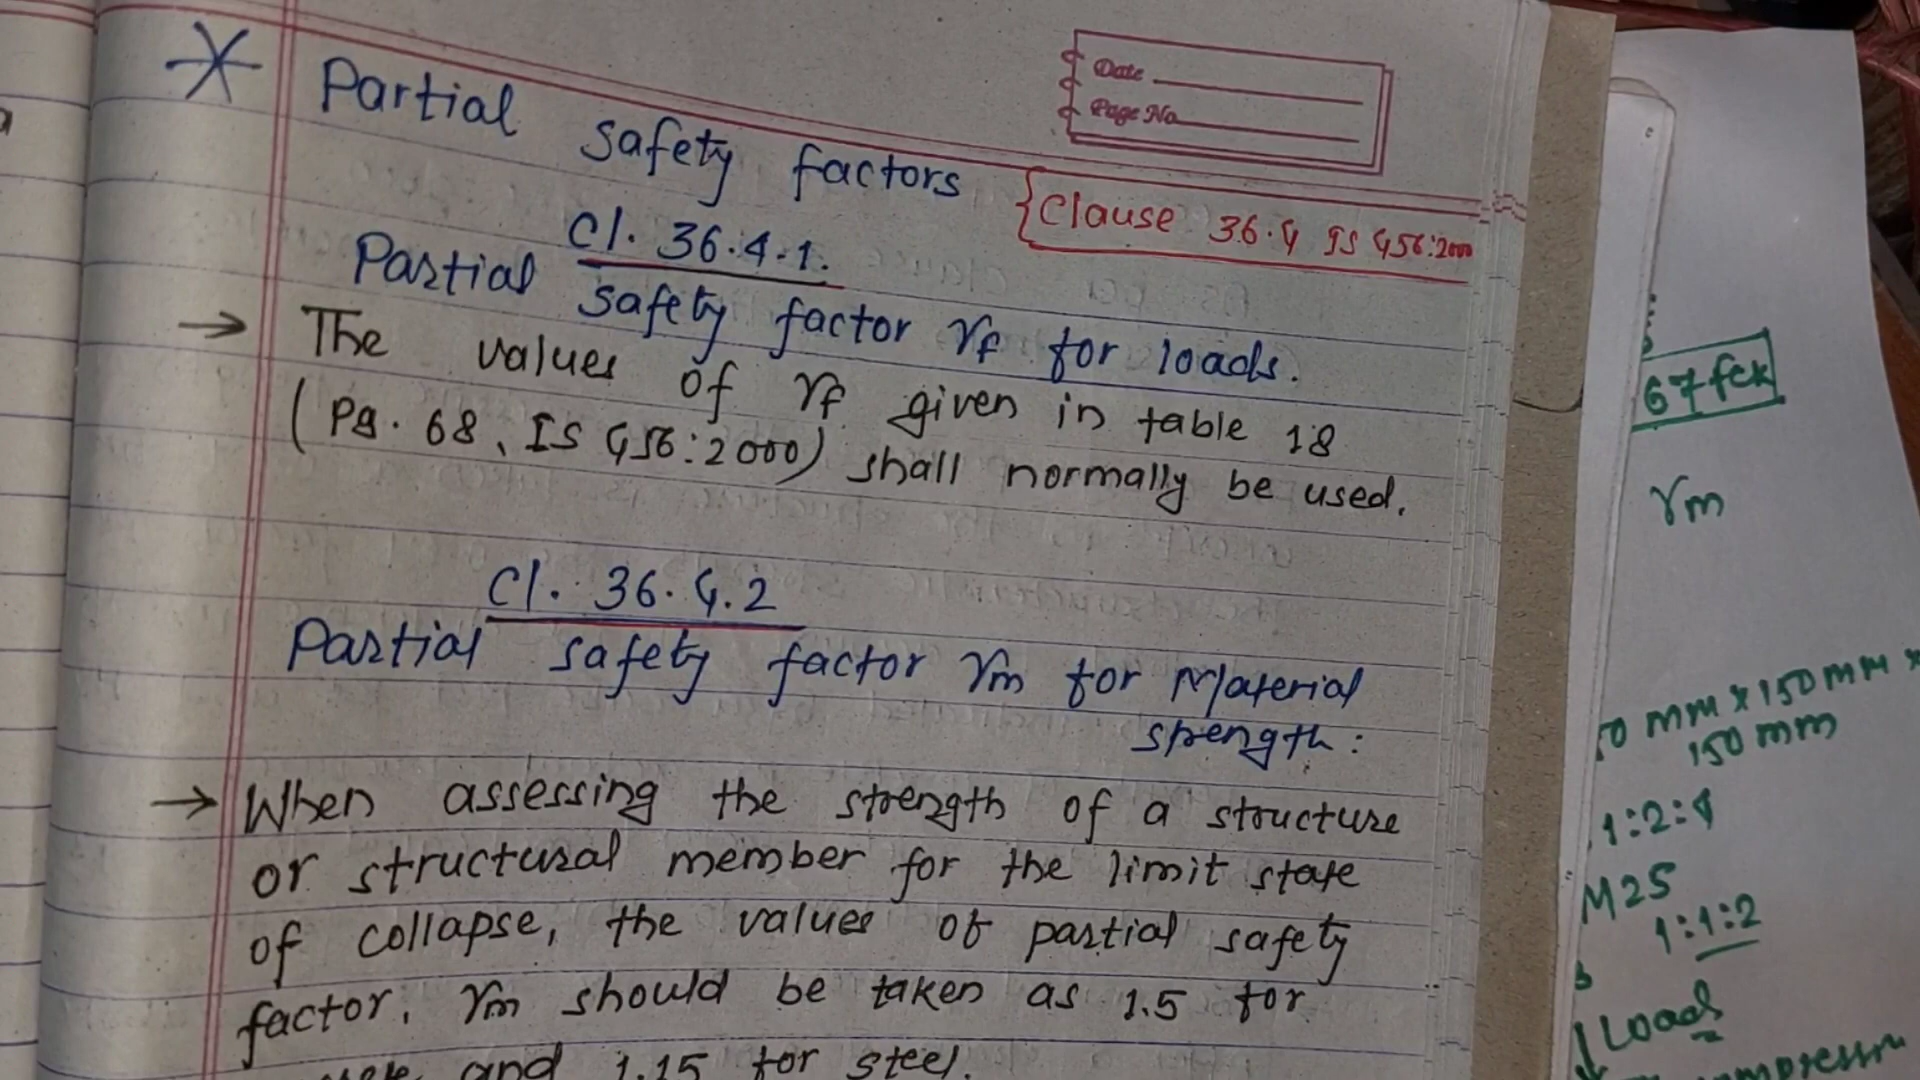 Date
Page No
Partial safety factors
{Clause 36.4 IS 456:2000
Cl. 36.4.1.
Partial safety factor γf for loads.
→ The values of γf given in table 18
(Pg. 68, IS 456:2000) shall normally be used.
Cl. 36.4.2
Partial safety factor γm for Material
strength:
→ When assessing the strength of a structure
or structural member for the limit state
of collapse, the values of partial safety
factor, γm should be taken as 1.5 for
and 1.15 for steel.
67 fck
γm
0 mm x 150 mm x
150 mm
1:2:4
M25
1:1:2
Loads